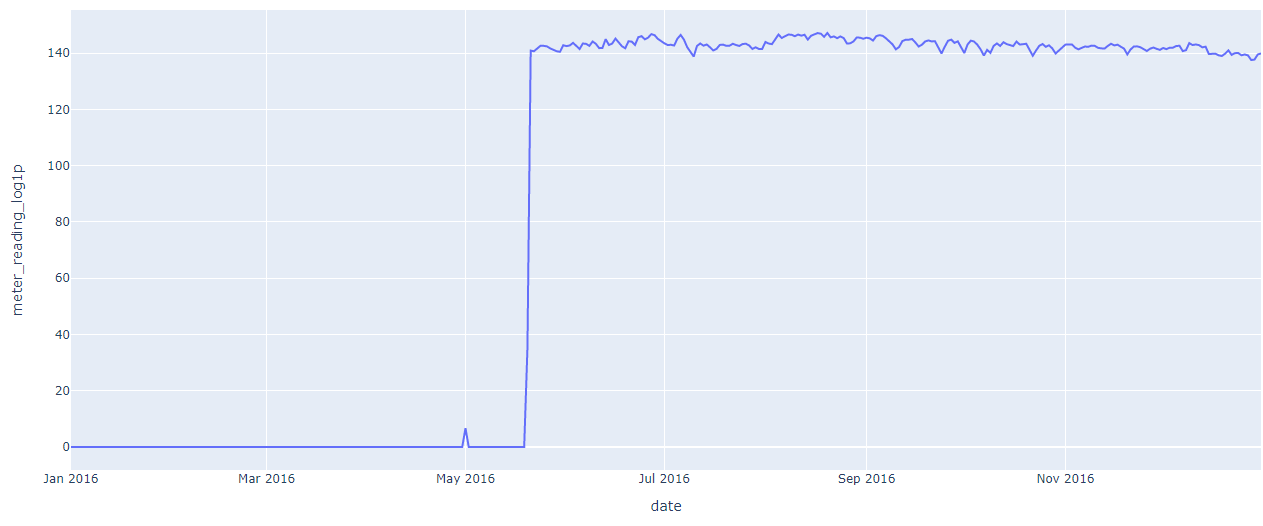 140
120
100
80
60
40
20
0
meter_reading_log1p
Jan 2016
Mar 2016
May 2016
Jul 2016
Sep 2016
Nov 2016
date